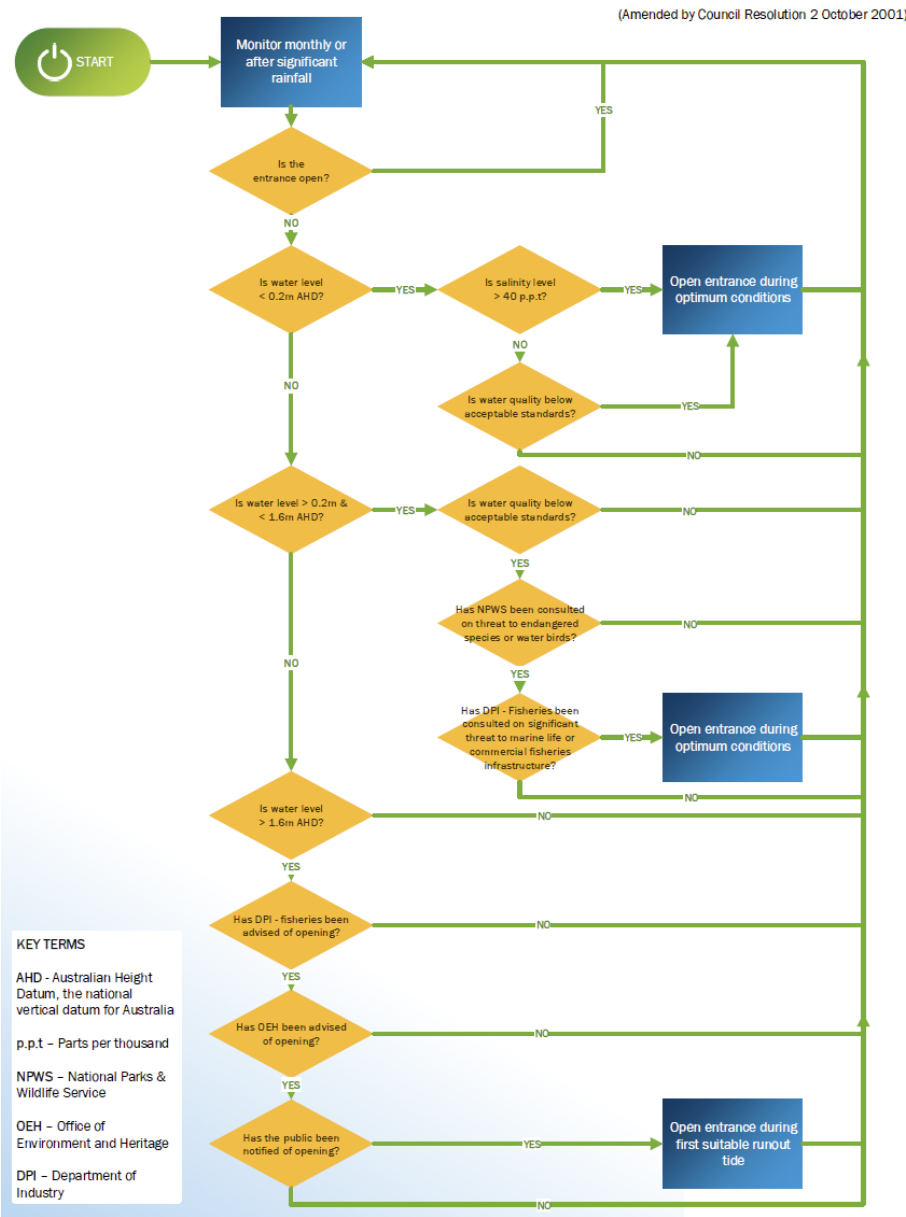 (Amended by Council Resolution 2 October 2001)
START
Monitor monthly or
after significant
rainfall
YES
Is the
entrance open?
NO
Is water level
< 0.2m AHD?
YES
Is salinity level
> 40 p.p.t?
YES
Open entrance during
optimum conditions
NO
NO
Is water quality below
acceptable standards?
YES
NO
Is water level > 0.2m &
< 1.6m AHD?
YES
Is water quality below
acceptable standards?
NO
YES
Has NPWS been consulted
on threat to endangered
species or water birds?
NO
NO
YES
Has DPI - Fisheries been
consulted on significant
threat to marine life or
commercial fisheries
infrastructure?
YES
Open entrance during
optimum conditions
NO
Is water level
> 1.6m AHD?
NO
YES
Has DPI - fisheries been
advised of opening?
NO
YES
Has OEH been advised
of opening?
NO
YES
Has the public been
notified of opening?
YES
Open entrance during
first suitable runout
tide
NO
KEY TERMS
AHD - Australian Height
Datum, the national
vertical datum for Australia
p.p.t – Parts per thousand
NPWS – National Parks &
Wildlife Service
OEH – Office of
Environment and Heritage
DPI – Department of
Industry